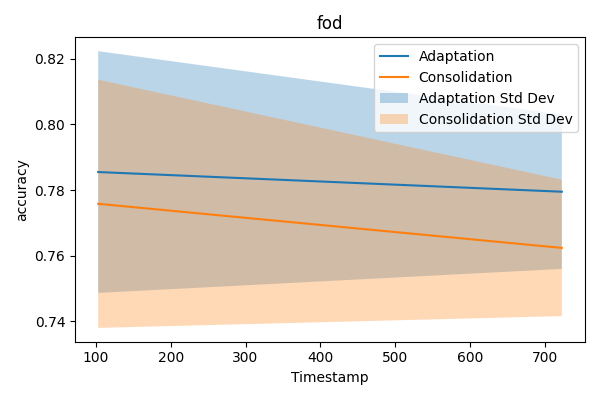 fod
Adaptation
Consolidation
Adaptation Std Dev
Consolidation Std Dev
accuracy
0.82
0.80
0.78
0.76
0.74
100 200 300 400 500 600 700
Timestamp